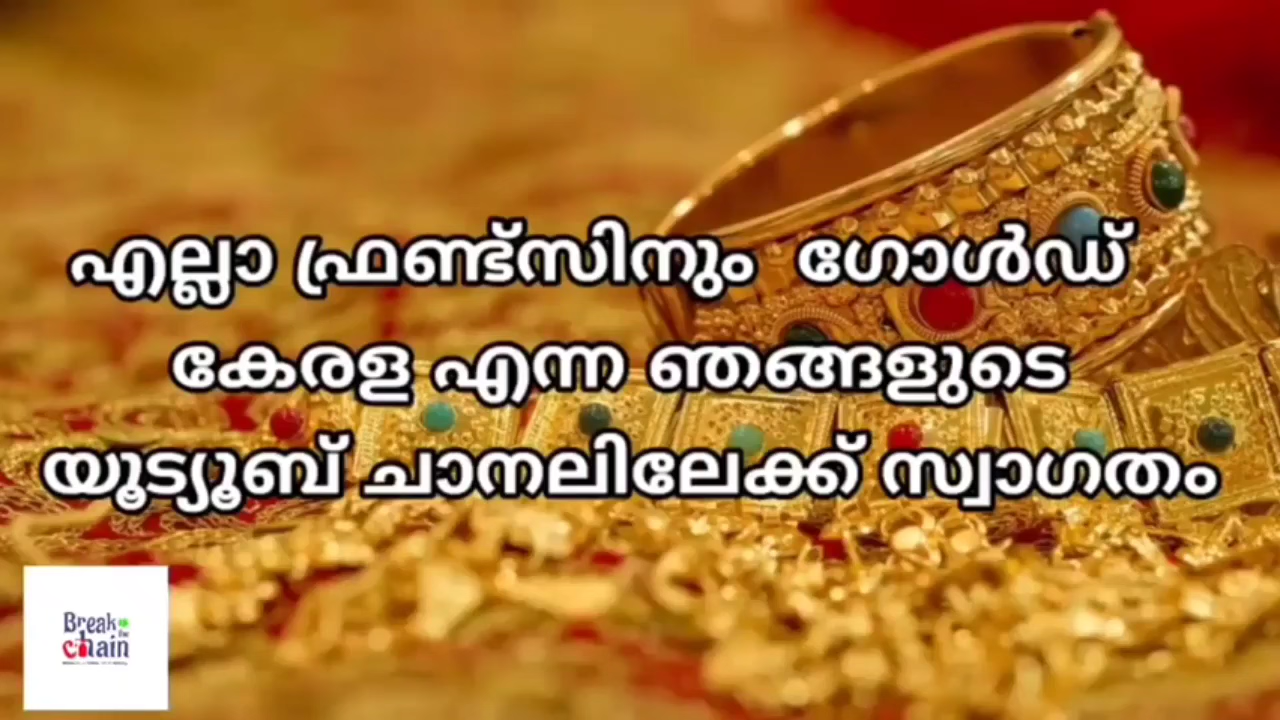 എല്ലാ ഫ്രണ്ട്സിനും ഗോൾഡ്
കേരള എന്ന ഞങ്ങളുടെ
യൂട്യൂബ് ചാനലിലേക്ക് സ്വാഗതം
Break
the
chain